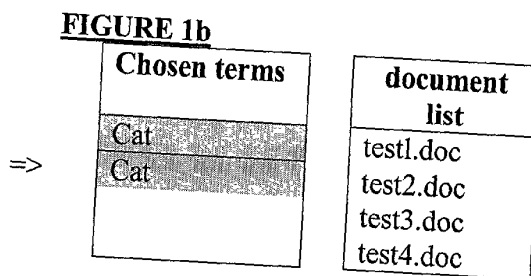 FIGURE 1b
Chosen terms
Cat
=>
Cat
document
list
test1.doc
test2.doc
test3.doc
test4.doc